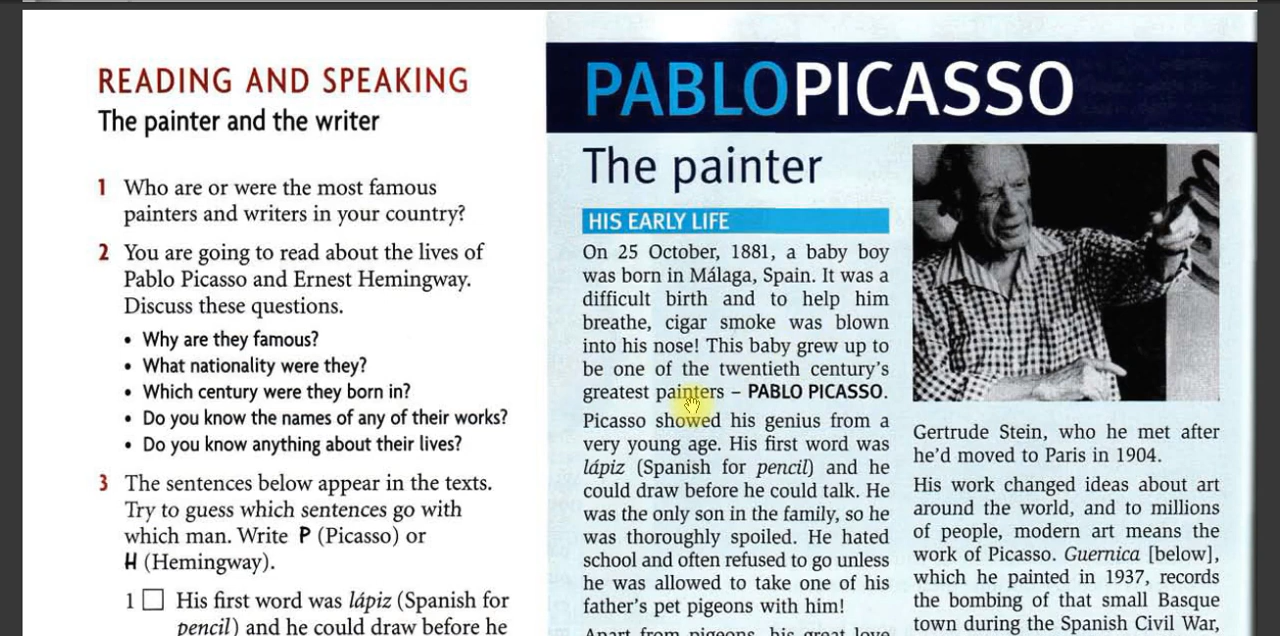 READING AND SPEAKING
The painter and the writer
1 Who are or were the most famous
painters and writers in your country?
2 You are going to read about the lives of
Pablo Picasso and Ernest Hemingway.
Discuss these questions.
• Why are they famous?
• What nationality were they?
• Which century were they born in?
• Do you know the names of any of their works?
• Do you know anything about their lives?
3 The sentences below appear in the texts.
Try to guess which sentences go with
which man. Write P (Picasso) or
H (Hemingway).
1 His first word was lápiz (Spanish for
pencil) and he could draw before he
PABLOPICASSO
The painter
HIS EARLY LIFE
On 25 October, 1881, a baby boy
was born in Málaga, Spain. It was a
difficult birth and to help him
breathe, cigar smoke was blown
into his nose! This baby grew up to
be one of the twentieth century's
greatest painters – PABLO PICASSO.
Picasso showed his genius from a
very young age. His first word was
lápiz (Spanish for pencil) and he
could draw before he could talk. He
was the only son in the family, so he
was thoroughly spoiled. He hated
school and often refused to go unless
he was allowed to take one of his
father's pet pigeons with him!
Apart from pigeons, his great love
Gertrude Stein, who he met after
he'd moved to Paris in 1904.
His work changed ideas about art
around the world, and to millions
of people, modern art means the
work of Picasso. Guernica [below],
which he painted in 1937, records
the bombing of that small Basque
town during the Spanish Civil War,